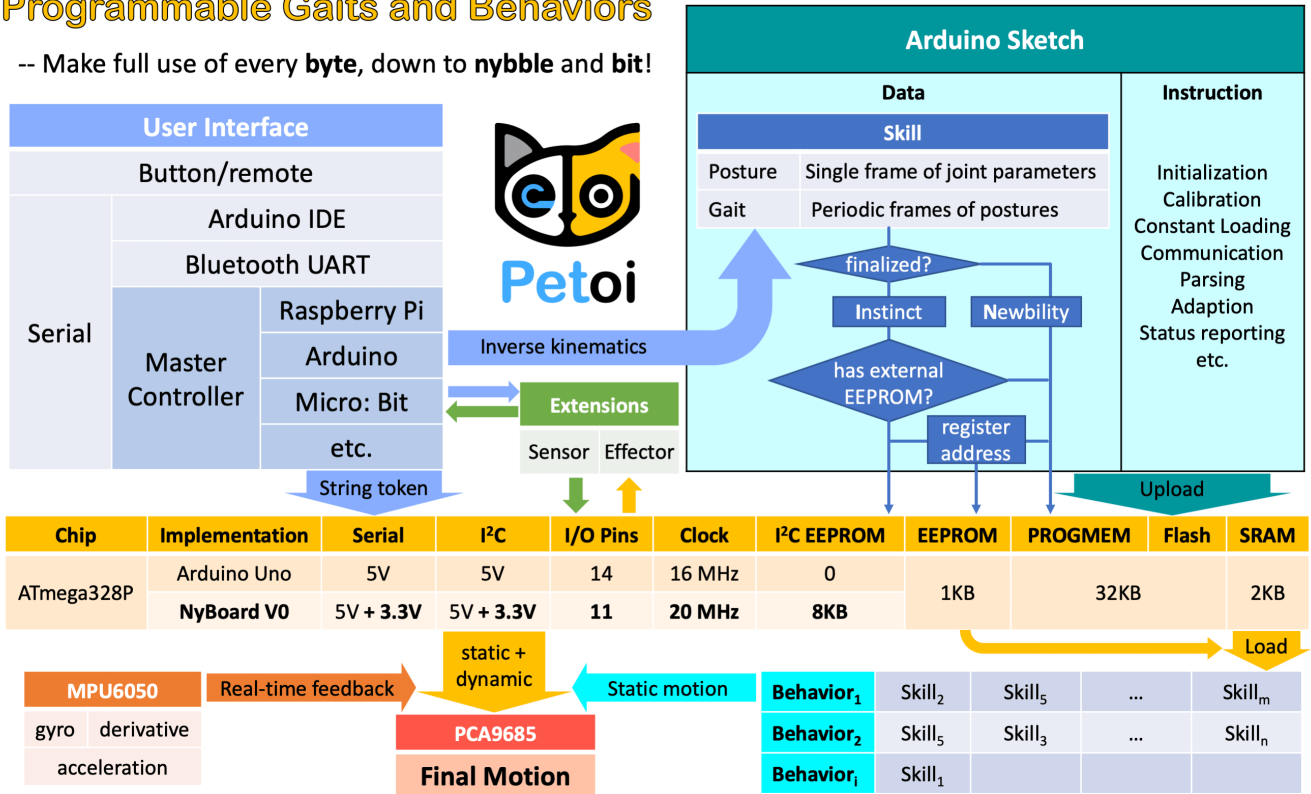 Programmable Gaits and Behaviors
-- Make full use of every byte, down to nybble and bit!
User Interface
Button/remote
Serial
Arduino IDE
Bluetooth UART
Master
Controller
Raspberry Pi
Arduino
Micro: Bit
etc.
Petoi
Inverse kinematics
Extensions
Sensor
Effector
String token
Arduino Sketch
Data
Skill
Posture
Single frame of joint parameters
Gait
Periodic frames of postures
finalized?
Instinct
Newbility
has external
EEPROM?
register
address
Instruction
Initialization
Calibration
Constant Loading
Communication
Parsing
Adaption
Status reporting
etc.
Upload
Chip Implementation Serial I²C I/O Pins Clock I²C EEPROM EEPROM PROGMEM Flash SRAM
ATmega328P
Arduino Uno 5V 5V 14 16 MHz 0
NyBoard V0 5V + 3.3V 5V + 3.3V 11 20 MHz 8KB
1KB 32KB 2KB
static +
dynamic
Load
MPU6050
gyro derivative
acceleration
Real-time feedback
PCA9685
Final Motion
Static motion
Behavior₁ Skill₂ Skill₅ ... Skillₘ
Behavior₂ Skill₅ Skill₃ ... Skillₙ
Behaviorᵢ Skill₁